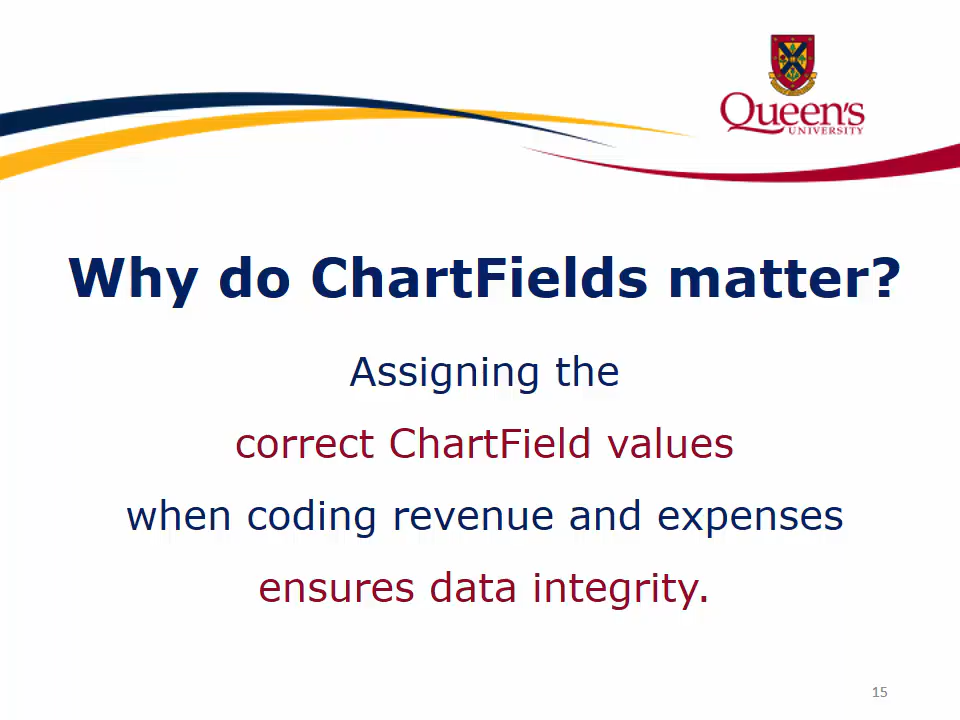 Queen's
UNIVERSITY
Why do ChartFields matter?
Assigning the
correct ChartField values
when coding revenue and expenses
ensures data integrity.
15